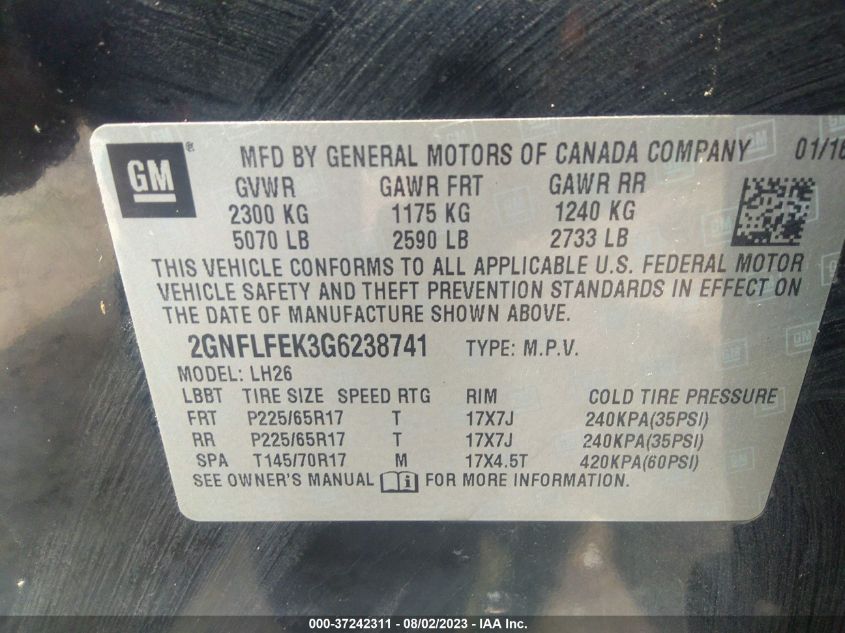 GM ® MFD BY GENERAL MOTORS OF CANADA COMPANY 01/16
GVWR GAWR FRT GAWR RR
2300 KG 1175 KG 1240 KG
5070 LB 2590 LB 2733 LB
THIS VEHICLE CONFORMS TO ALL APPLICABLE U.S. FEDERAL MOTOR
VEHICLE SAFETY AND THEFT PREVENTION STANDARDS IN EFFECT ON
THE DATE OF MANUFACTURE SHOWN ABOVE.
2GNFLFEK3G6238741 TYPE: M.P.V.
MODEL: LH26
LBBT TIRE SIZE SPEED RTG RIM COLD TIRE PRESSURE
FRT P225/65R17 T 17X7J 240KPA(35PSI)
RR P225/65R17 T 17X7J 240KPA(35PSI)
SPA T145/70R17 M 17X4.5T 420KPA(60PSI)
SEE OWNER'S MANUAL FOR MORE INFORMATION.
000-37242311 - 08/02/2023 - IAA Inc.